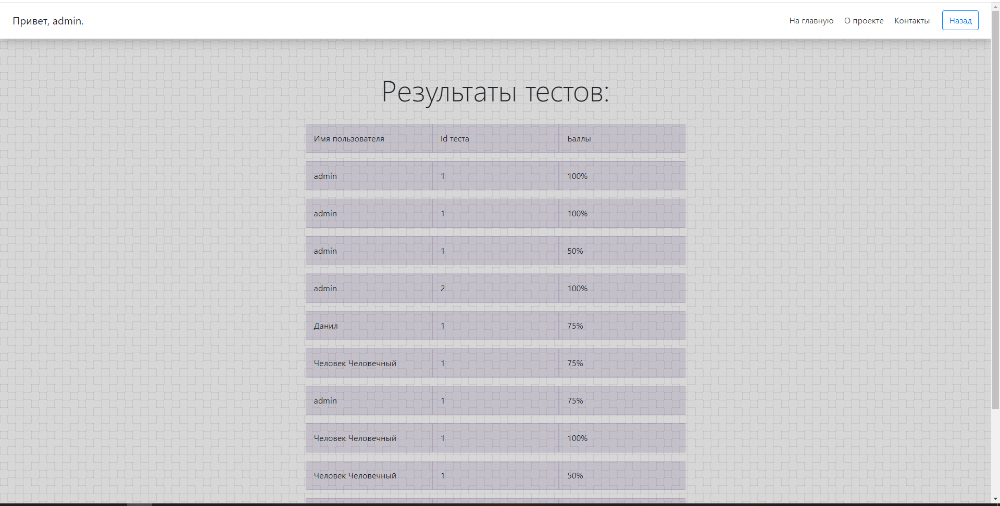 Привет, admin.
На главную О проекте Контакты Назад
Результаты тестов:
Имя пользователя Id теста Баллы
admin 1 100%
admin 1 100%
admin 1 50%
admin 2 100%
Данил 1 75%
Человек Человечный 1 75%
admin 1 75%
Человек Человечный 1 100%
Человек Человечный 1 50%